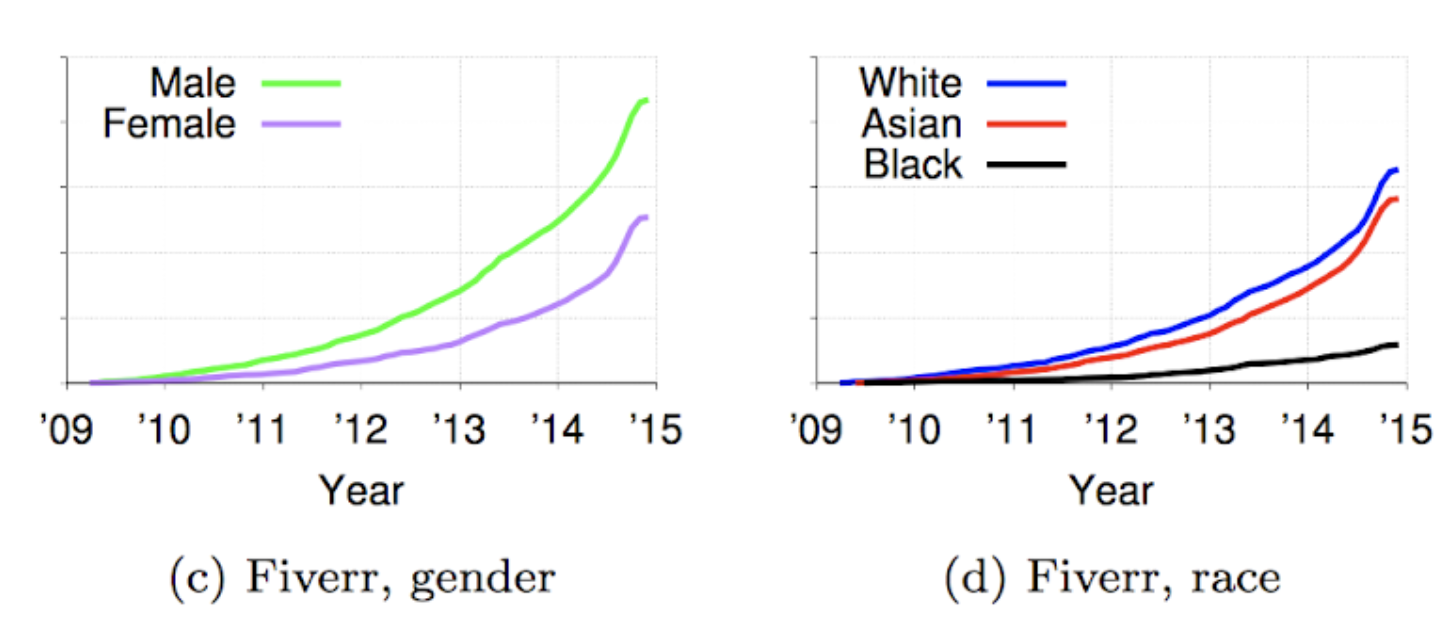 Male
Female
'09 '10 '11 '12 '13 '14 '15
Year
(c) Fiverr, gender
White
Asian
Black
'09 '10 '11 '12 '13 '14 '15
Year
(d) Fiverr, race